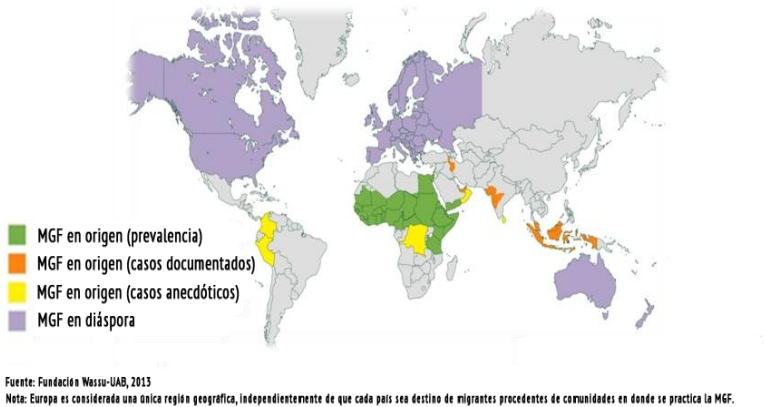 MGF en origen (prevalencia)
MGF en origen (casos documentados)
MGF en origen (casos anecdóticos)
MGF en diáspora
Fuente: Fundación Wassu-UAB, 2013
Nota: Europa es considerada una única región geográfica, independientemente de que cada país sea destino de migrantes procedentes de comunidades en donde se practica la MGF.